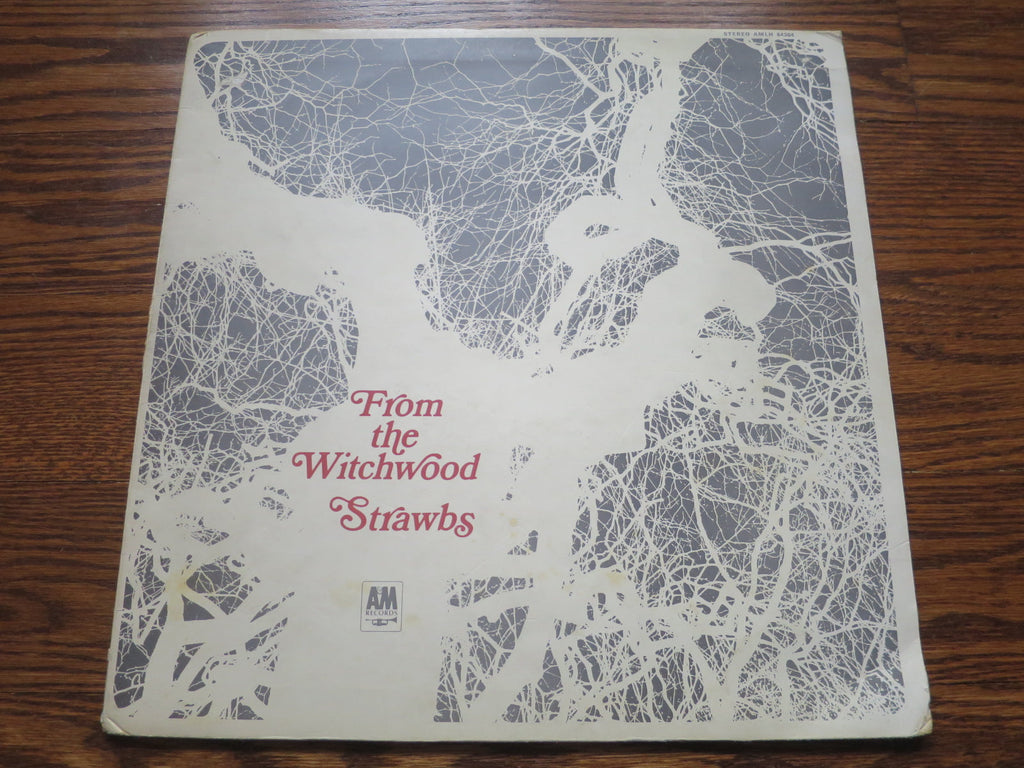 STEREO AMLH 64304
From
the
Witchwood
Strawbs
A&M
RECORDS